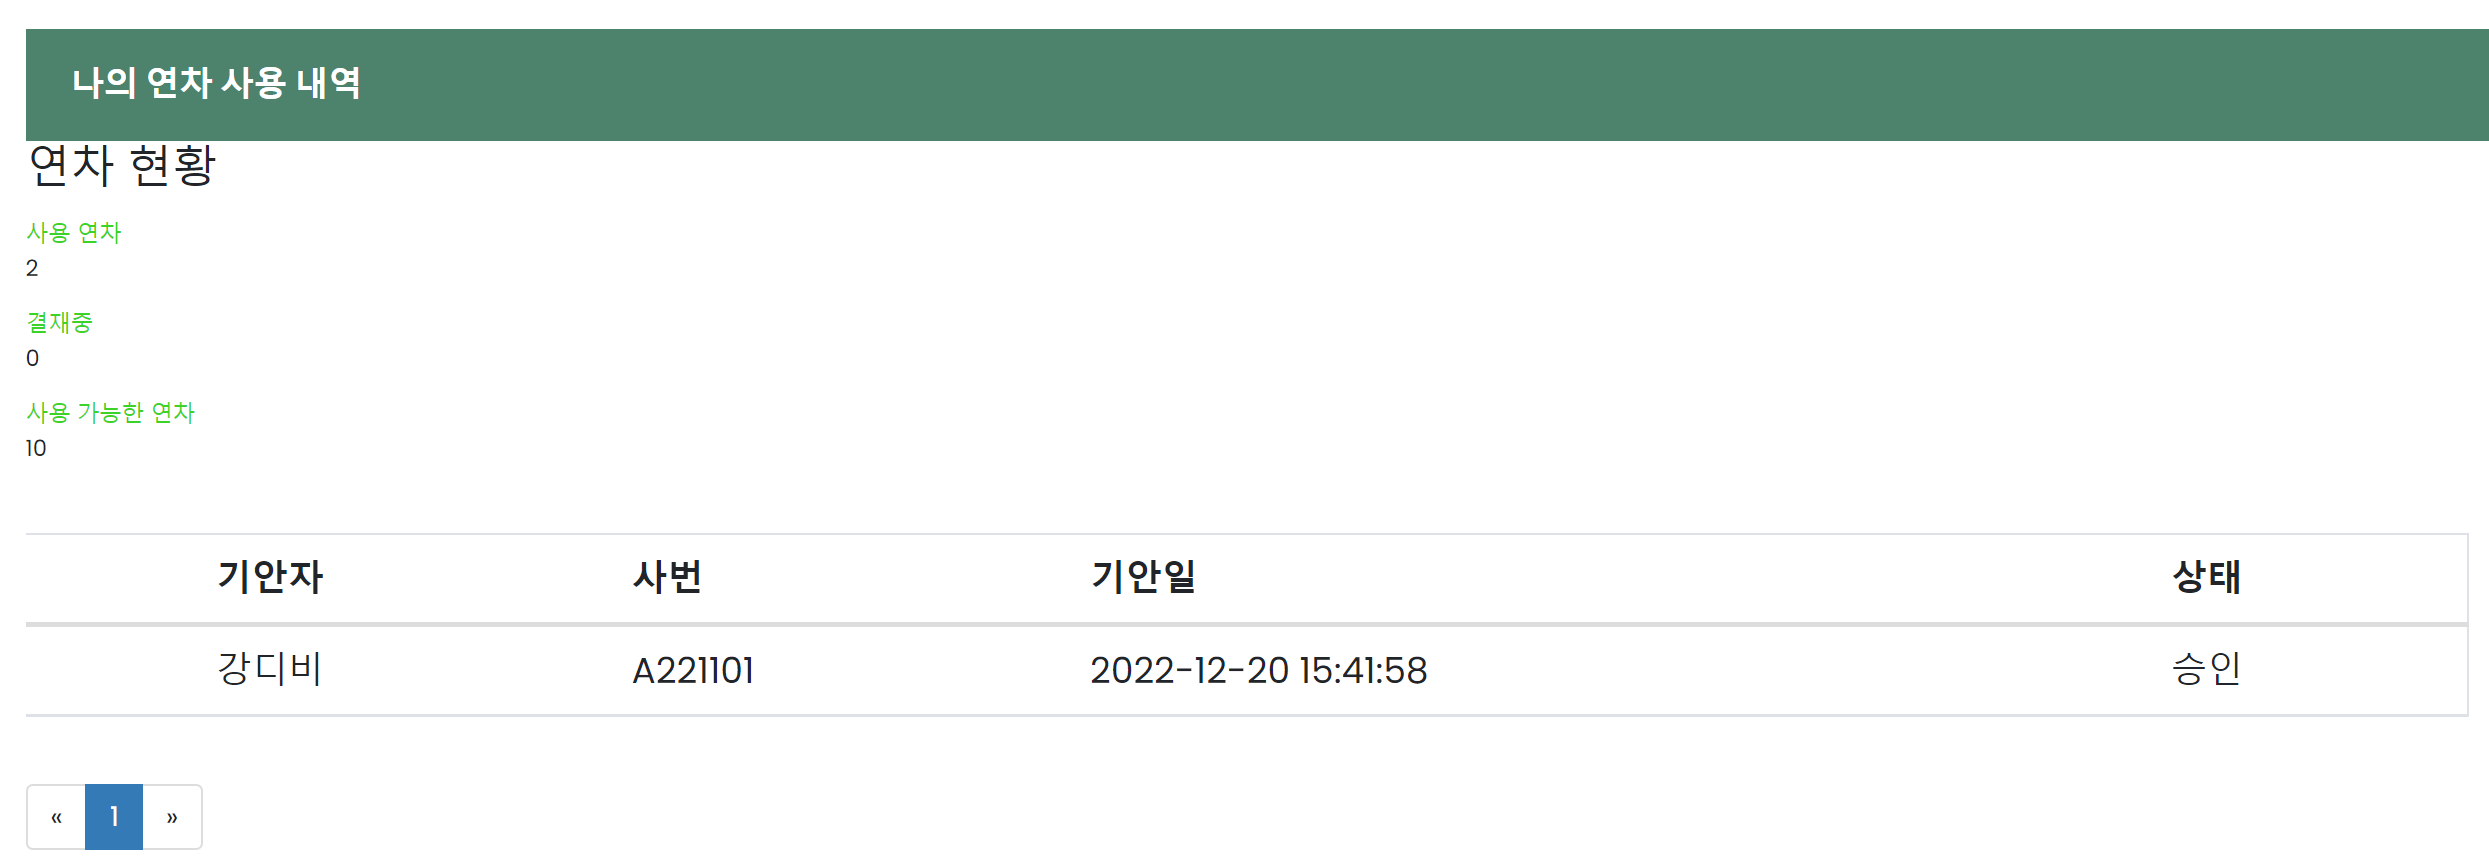 나의 연차 사용 내역
연차 현황
사용 연차
2
결재중
0
사용 가능한 연차
10
기안자 사번 기안일 상태
강디비 A221101 2022-12-20 15:41:58 승인
« 1 »